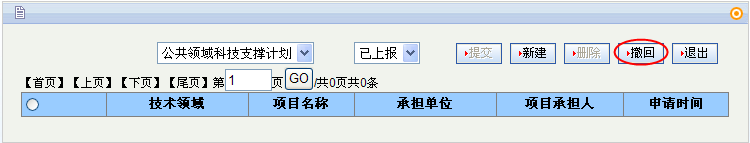 公共领域科技支撑计划 已上报 提交 新建 删除 撤回 退出
【首页】【上页】【下页】【尾页】第1页 GO /共0页共0条
技术领域 项目名称 承担单位 项目承担人 申请时间